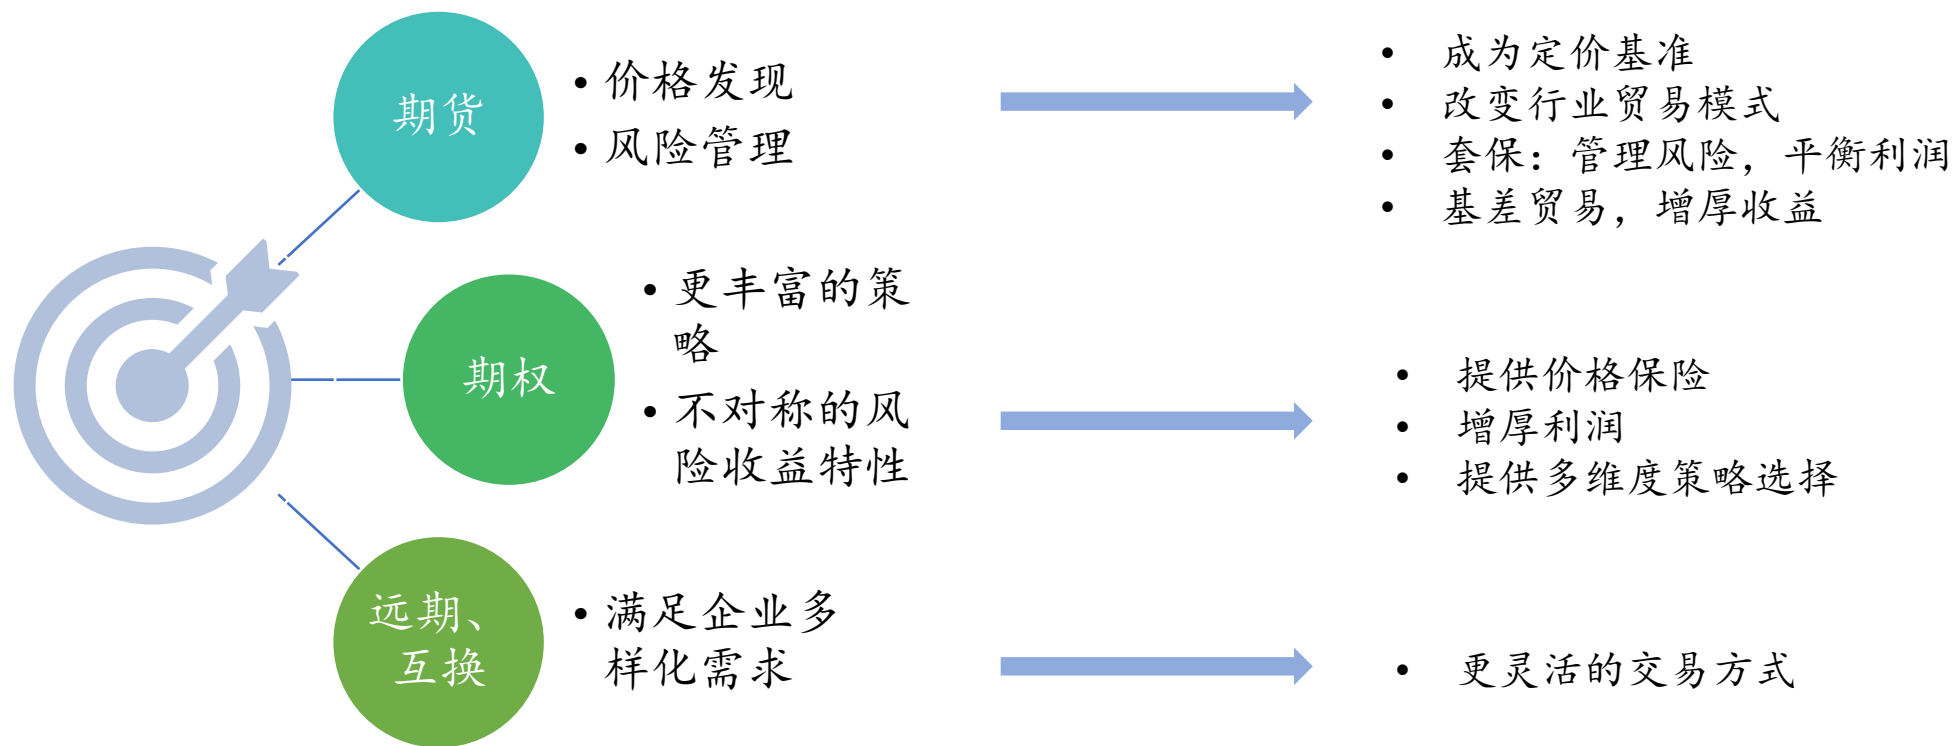 期货
• 价格发现
• 风险管理
• 成为定价基准
• 改变行业贸易模式
• 套保：管理风险，平衡利润
• 基差贸易，增厚收益
期权
• 更丰富的策
略
• 不对称的风
险收益特性
• 提供价格保险
• 增厚利润
• 提供多维度策略选择
远期、
互换
• 满足企业多
样化需求
• 更灵活的交易方式